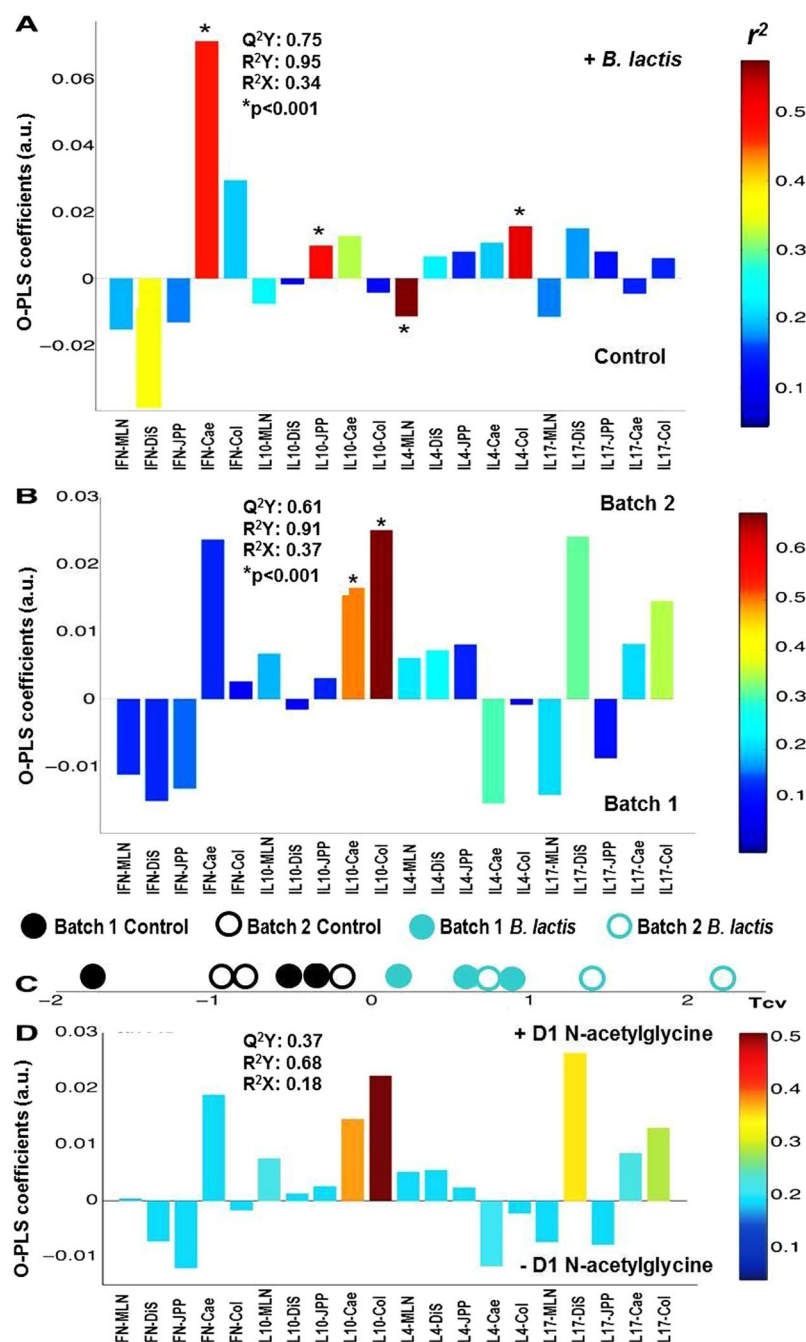 A
Q²Y: 0.75
R²Y: 0.95
R²X: 0.34
*p<0.001
+ B. lactis
r²
O-PLS coefficients (a.u.)
0.06
0.04
0.02
0
−0.02
Control
0.5
0.4
0.3
0.2
0.1
* * * * 
IFN-MLN
IFN-DiS
IFN-JPP
IFN-Cae
IFN-Col
IL10-MLN
IL10-DiS
IL10-JPP
IL10-Cae
IL10-Col
IL4-MLN
IL4-DiS
IL4-JPP
IL4-Cae
IL4-Col
IL17-MLN
IL17-DiS
IL17-JPP
IL17-Cae
IL17-Col
B
Q²Y: 0.61
R²Y: 0.91
R²X: 0.37
*p<0.001
Batch 2
O-PLS coefficients (a.u.)
0.03
0.02
0.01
0
−0.01
* *
Batch 1
0.6
0.5
0.4
0.3
0.2
0.1
IFN-MLN
IFN-DiS
IFN-JPP
IFN-Cae
IFN-Col
IL10-MLN
IL10-DiS
IL10-JPP
IL10-Cae
IL10-Col
IL4-MLN
IL4-DiS
IL4-JPP
IL4-Cae
IL4-Col
IL17-MLN
IL17-DiS
IL17-JPP
IL17-Cae
IL17-Col
Batch 1 Control Batch 2 Control Batch 1 B. lactis Batch 2 B. lactis
C
−2 −1 0 1 2 Tcv
D
Q²Y: 0.37
R²Y: 0.68
R²X: 0.18
+ D1 N-acetylglycine
O-PLS coefficients (a.u.)
0.03
0.02
0.01
0
−0.01
- D1 N-acetylglycine
0.5
0.4
0.3
0.2
0.1
FN-MLN
FN-DiS
FN-JPP
FN-Cae
FN-Col
L10-MLN
L10-DiS
L10-JPP
L10-Cae
L10-Col
L4-MLN
L4-DiS
L4-JPP
L4-Cae
L4-Col
L17-MLN
L17-DiS
L17-JPP
L17-Cae
L17-Col